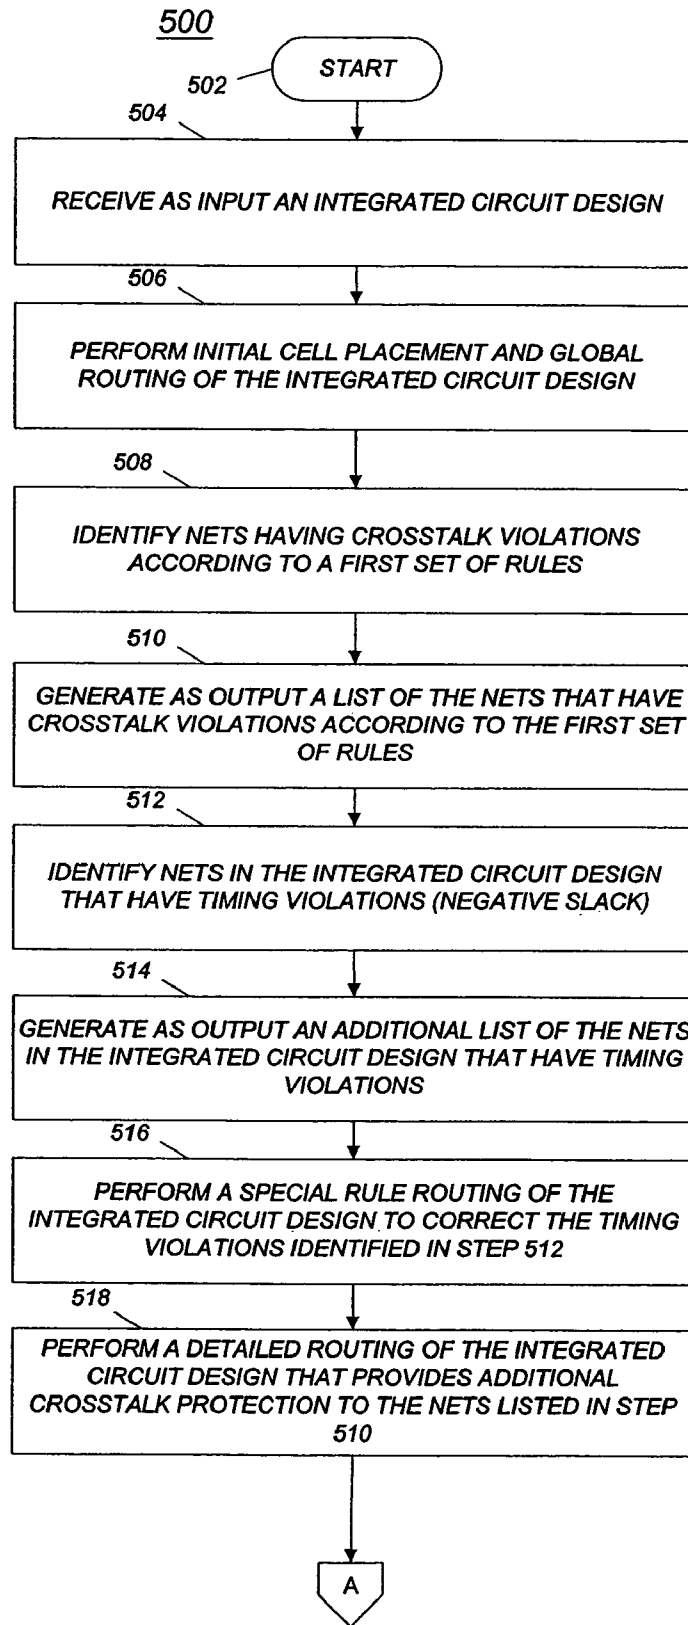 500
START
502
504
RECEIVE AS INPUT AN INTEGRATED CIRCUIT DESIGN
506
PERFORM INITIAL CELL PLACEMENT AND GLOBAL
ROUTING OF THE INTEGRATED CIRCUIT DESIGN
508
IDENTIFY NETS HAVING CROSSTALK VIOLATIONS
ACCORDING TO A FIRST SET OF RULES
510
GENERATE AS OUTPUT A LIST OF THE NETS THAT HAVE
CROSSTALK VIOLATIONS ACCORDING TO THE FIRST SET
OF RULES
512
IDENTIFY NETS IN THE INTEGRATED CIRCUIT DESIGN
THAT HAVE TIMING VIOLATIONS (NEGATIVE SLACK)
514
GENERATE AS OUTPUT AN ADDITIONAL LIST OF THE NETS
IN THE INTEGRATED CIRCUIT DESIGN THAT HAVE TIMING
VIOLATIONS
516
PERFORM A SPECIAL RULE ROUTING OF THE
INTEGRATED CIRCUIT DESIGN TO CORRECT THE TIMING
VIOLATIONS IDENTIFIED IN STEP 512
518
PERFORM A DETAILED ROUTING OF THE INTEGRATED
CIRCUIT DESIGN THAT PROVIDES ADDITIONAL
CROSSTALK PROTECTION TO THE NETS LISTED IN STEP
510
A